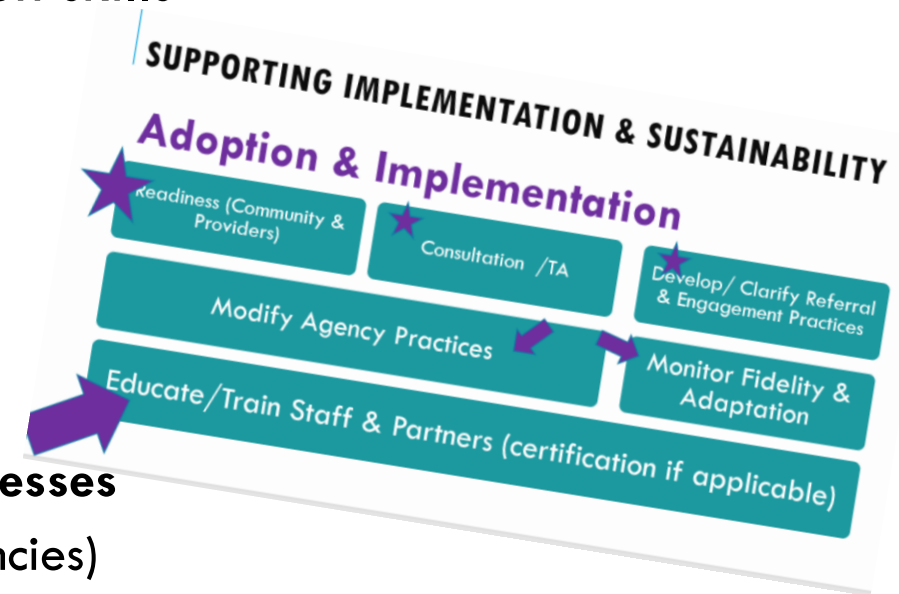 SUPPORTING IMPLEMENTATION & SUSTAINABILITY
Adoption & Implementation
Readiness (Community &
Providers)
Consultation /TA
Develop/ Clarify Referral
& Engagement Practices
Modify Agency Practices
Monitor Fidelity &
Adaptation
Educate/Train Staff & Partners (certification if applicable)
esses
ncies)